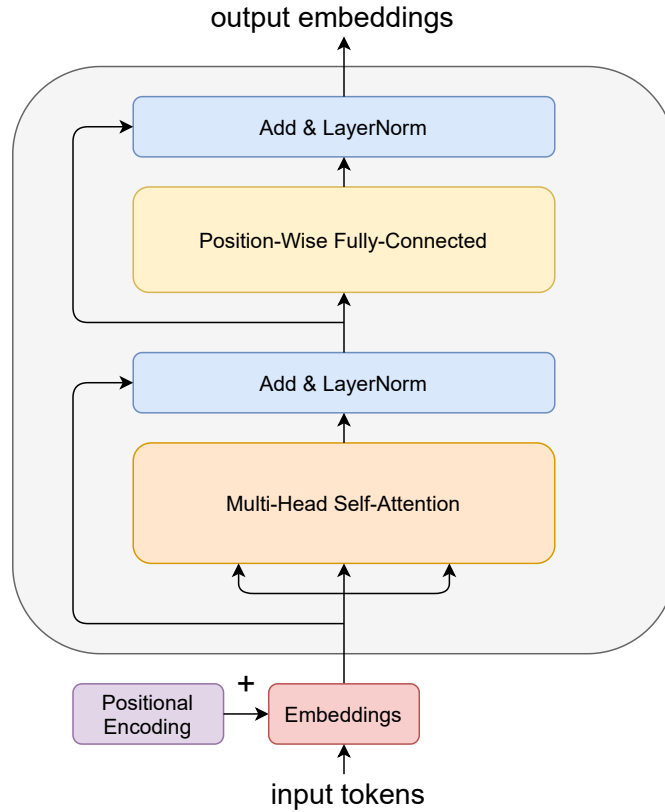 output embeddings
Add & LayerNorm
Position-Wise Fully-Connected
Add & LayerNorm
Multi-Head Self-Attention
+
Positional
Encoding
Embeddings
input tokens